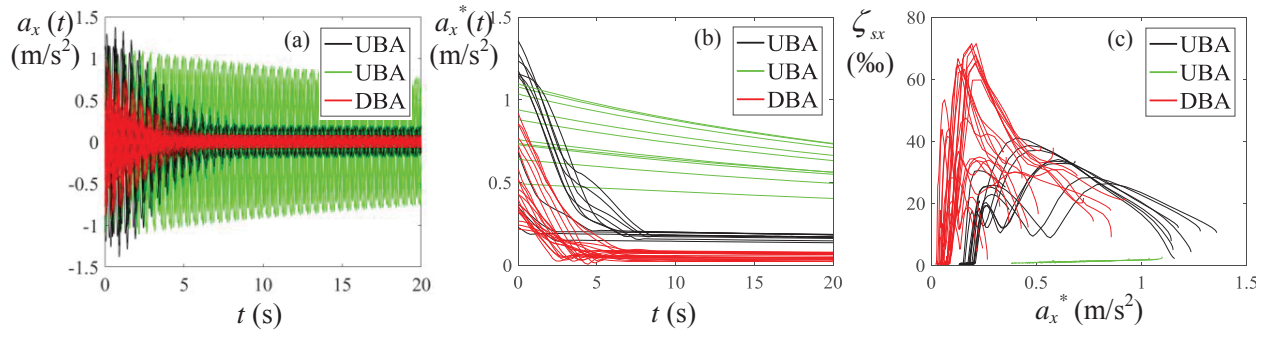 a_x (t)
(m/s²)
(a)
UBA
UBA
DBA
1.5
1
0.5
0
-0.5
-1
-1.5
0 5 10 15 20
t (s)
a_x*(t)
(m/s²)
(b)
UBA
UBA
DBA
1.5
1
0.5
0
0 5 10 15 20
t (s)
ζ_sx
(‰)
(c)
UBA
UBA
DBA
80
60
40
20
0
0 0.5 1 1.5
a_x* (m/s²)